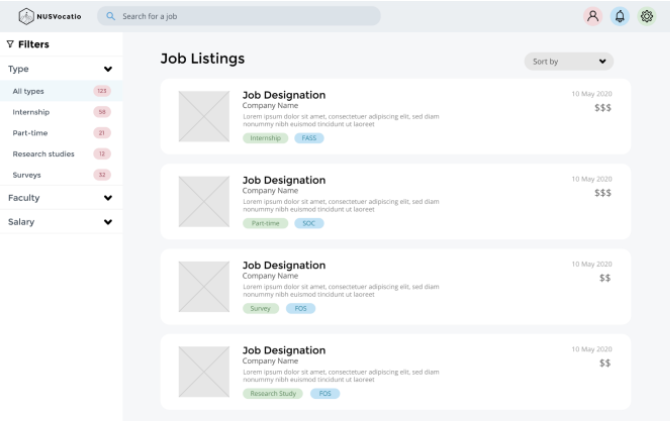 NUSVocatio
Search for a job
Filters
Type
All types 123
Internship 58
Part-time 21
Research studies 12
Surveys 32
Faculty
Salary
Job Listings
Sort by
Job Designation
10 May 2020
Company Name
$$$
Lorem ipsum dolor sit amet, consectetuer adipiscing elit, sed diam
nonummy nibh euismod tincidunt ut laoreet
Internship FASS
Job Designation
10 May 2020
Company Name
$$$
Lorem ipsum dolor sit amet, consectetuer adipiscing elit, sed diam
nonummy nibh euismod tincidunt ut laoreet
Part-time SOC
Job Designation
10 May 2020
Company Name
$$
Lorem ipsum dolor sit amet, consectetuer adipiscing elit, sed diam
nonummy nibh euismod tincidunt ut laoreet
Survey FOS
Job Designation
10 May 2020
Company Name
$$
Lorem ipsum dolor sit amet, consectetuer adipiscing elit, sed diam
nonummy nibh euismod tincidunt ut laoreet
Research Study FOS